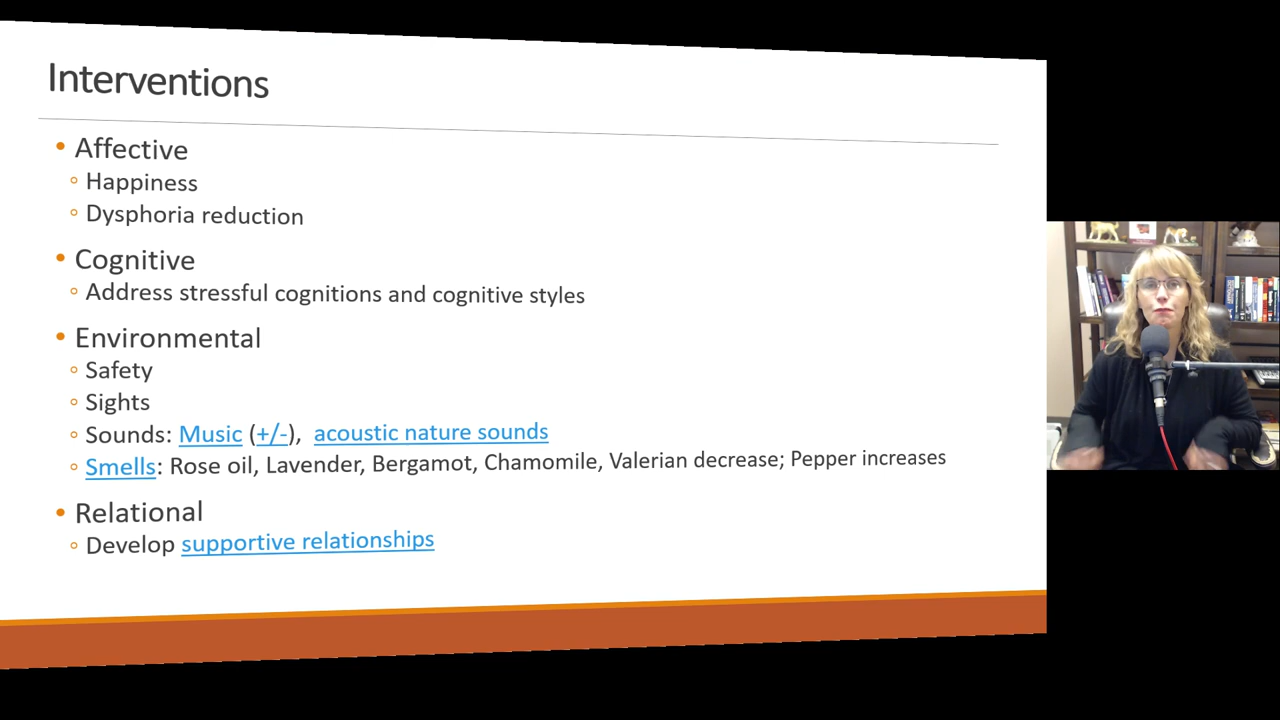 Interventions
• Affective
◦ Happiness
◦ Dysphoria reduction
• Cognitive
◦ Address stressful cognitions and cognitive styles
• Environmental
◦ Safety
◦ Sights
◦ Sounds: Music (+/-), acoustic nature sounds
◦ Smells: Rose oil, Lavender, Bergamot, Chamomile, Valerian decrease; Pepper increases
• Relational
◦ Develop supportive relationships